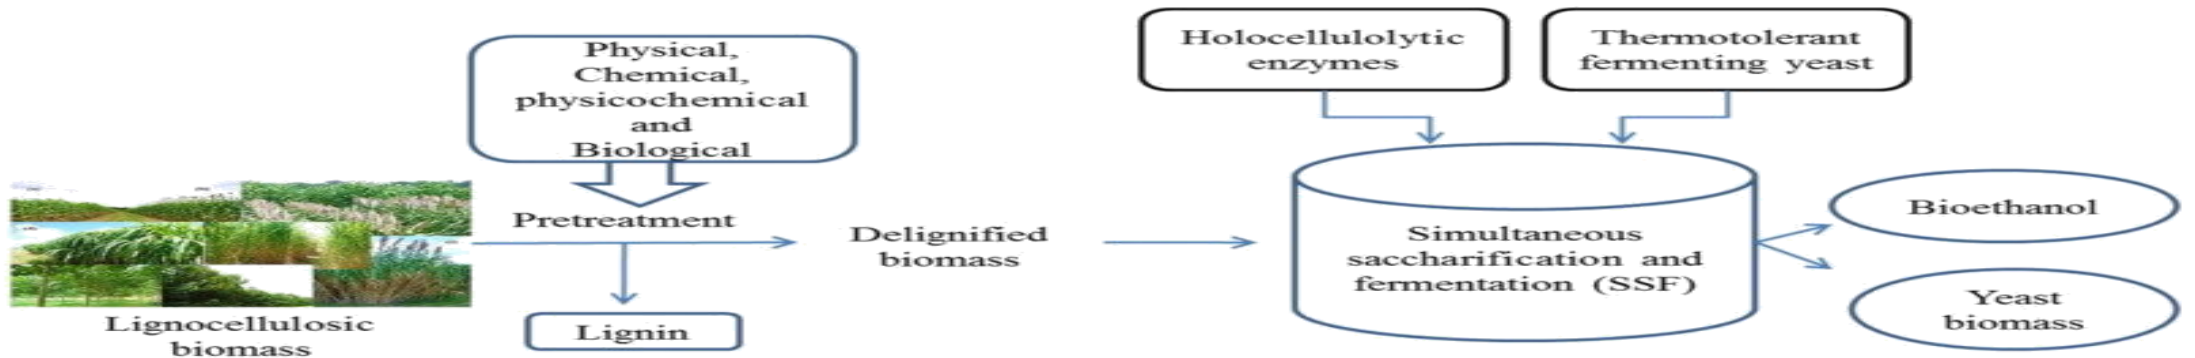 Physical,
Chemical,
physicochemical
and
Biological
Pretreatment
Lignocellulosic
biomass
Lignin
Delignified
biomass
Holocellulolytic
enzymes
Thermotolerant
fermenting yeast
Simultaneous
saccharification and
fermentation (SSF)
Bioethanol
Yeast
biomass